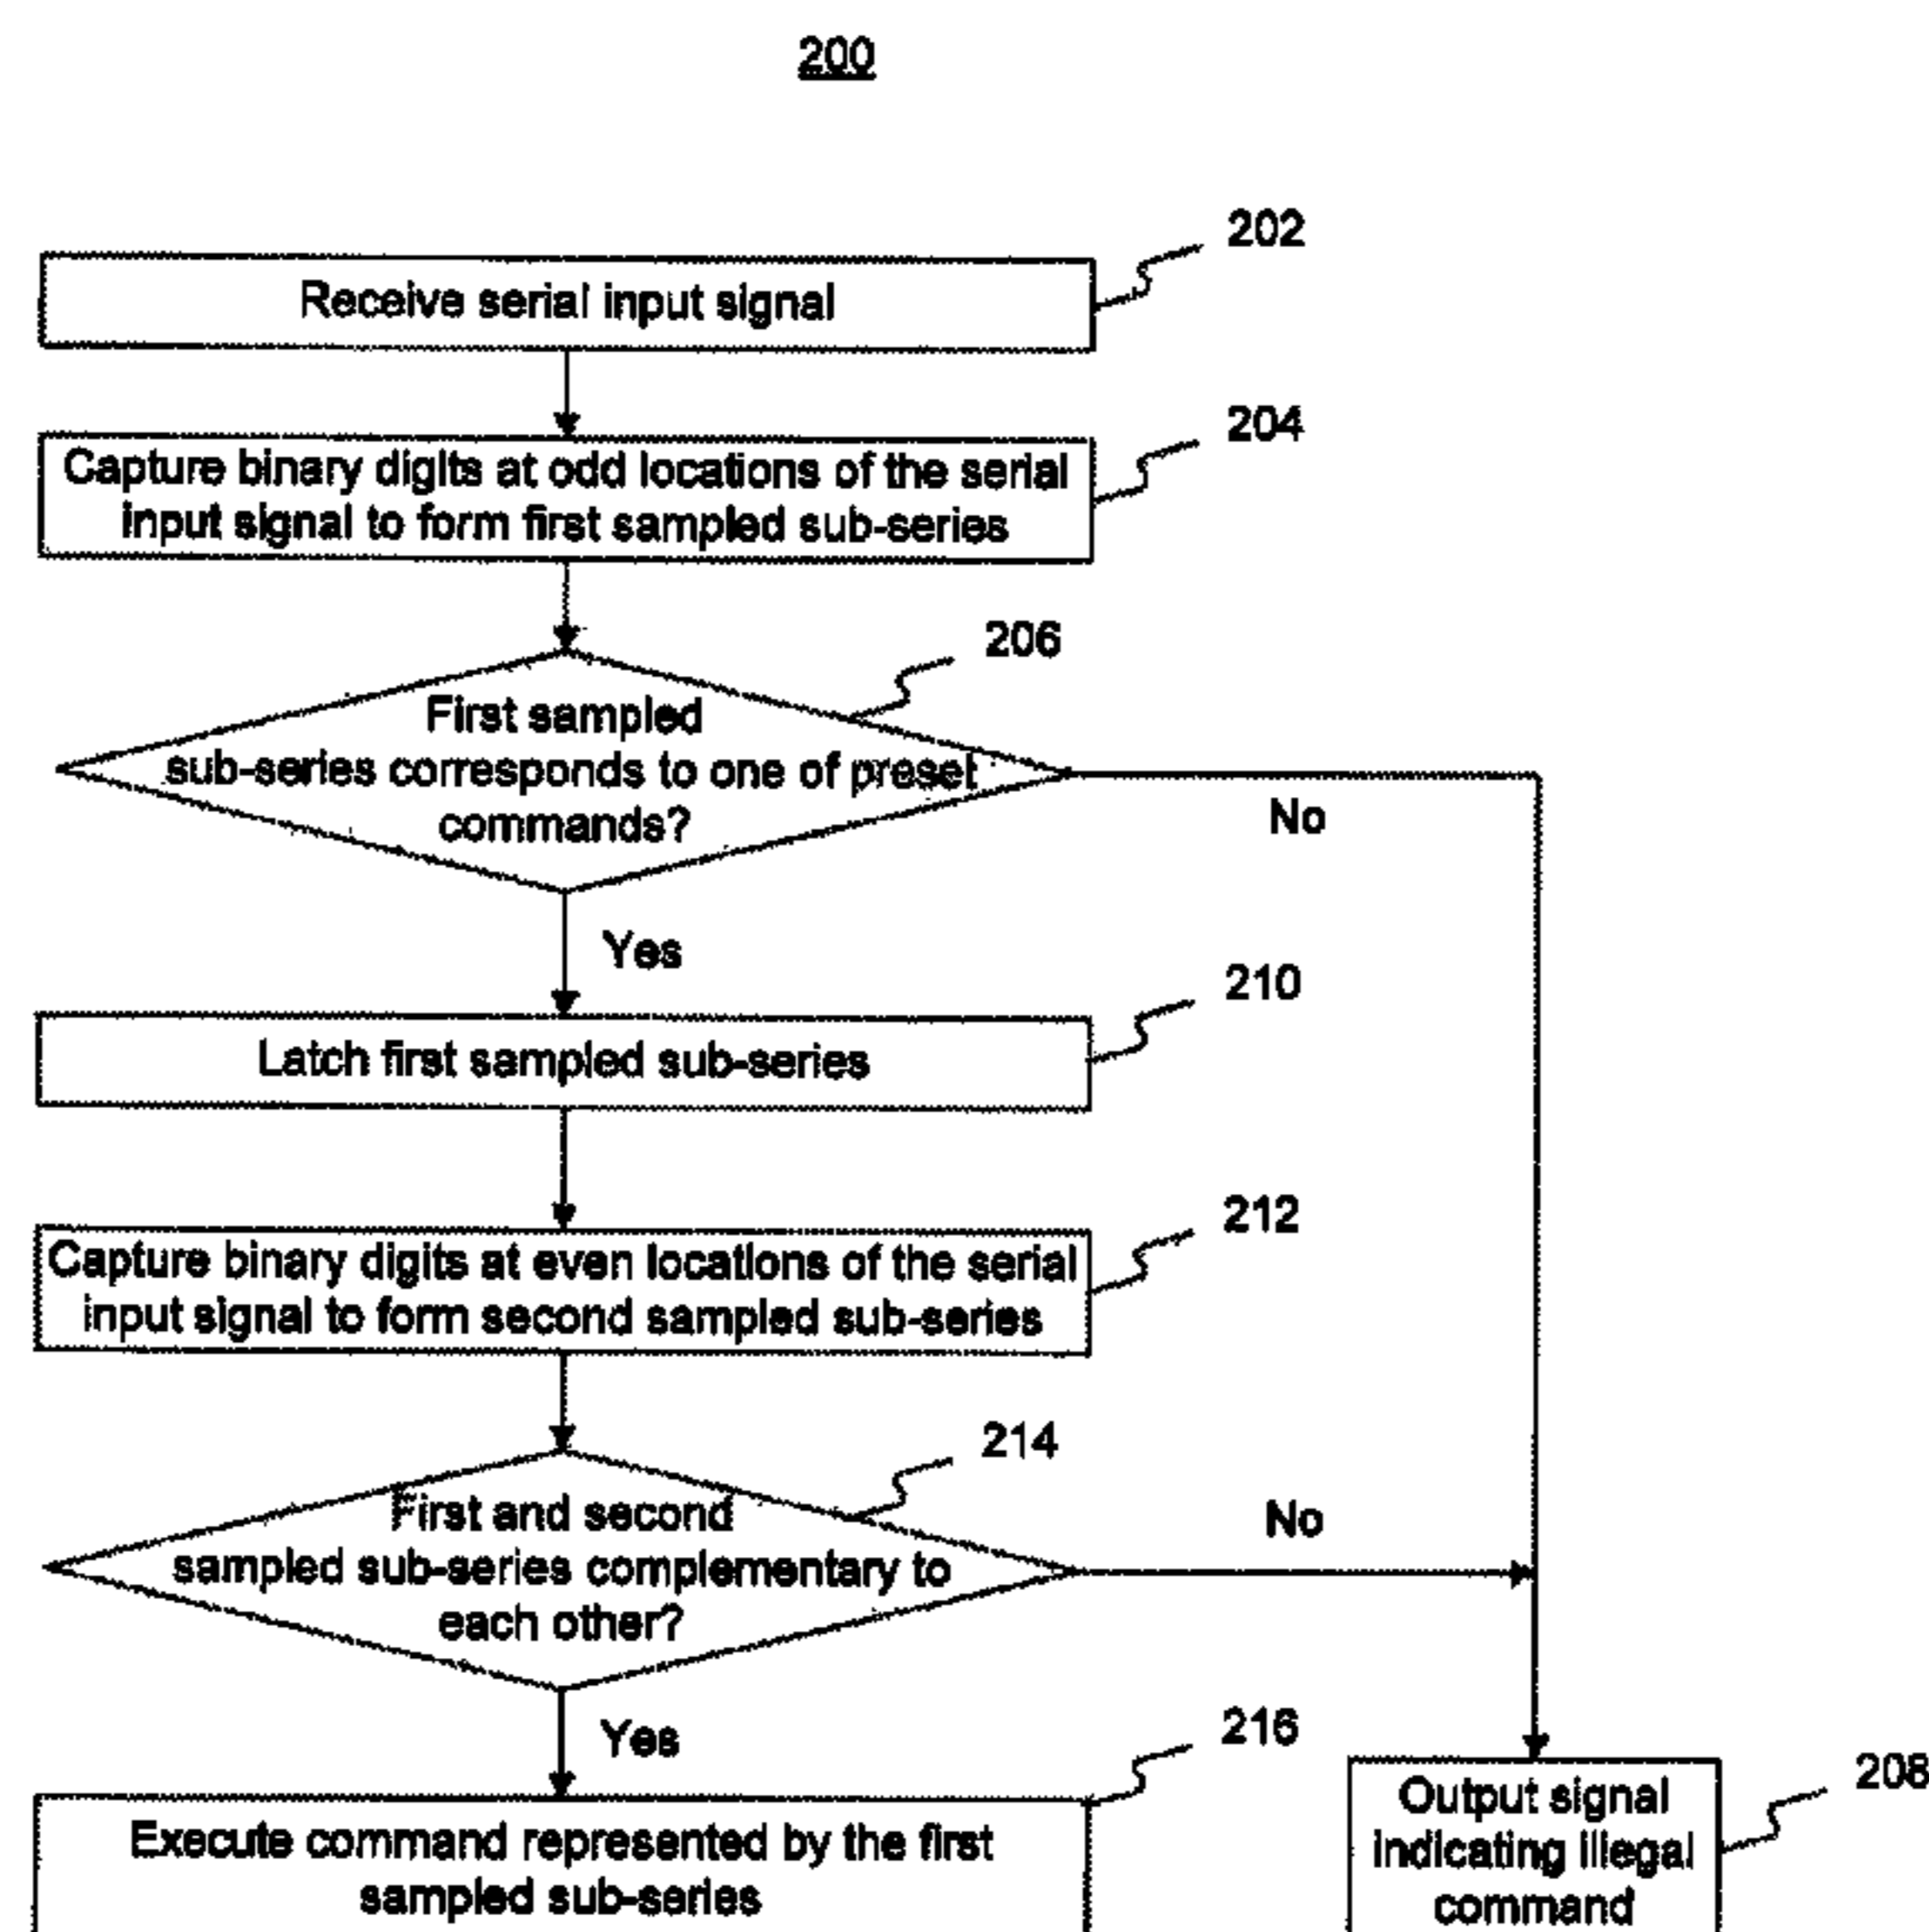 200
202
Receive serial input signal
204
Capture binary digits at odd locations of the serial
input signal to form first sampled sub-series
206
First sampled
sub-series corresponds to one of preset
commands?
No
Yes
210
Latch first sampled sub-series
212
Capture binary digits at even locations of the serial
input signal to form second sampled sub-series
214
First and second
sampled sub-series complementary to
each other?
No
Yes
216
Execute command represented by the first
sampled sub-series
208
Output signal
indicating illegal
command